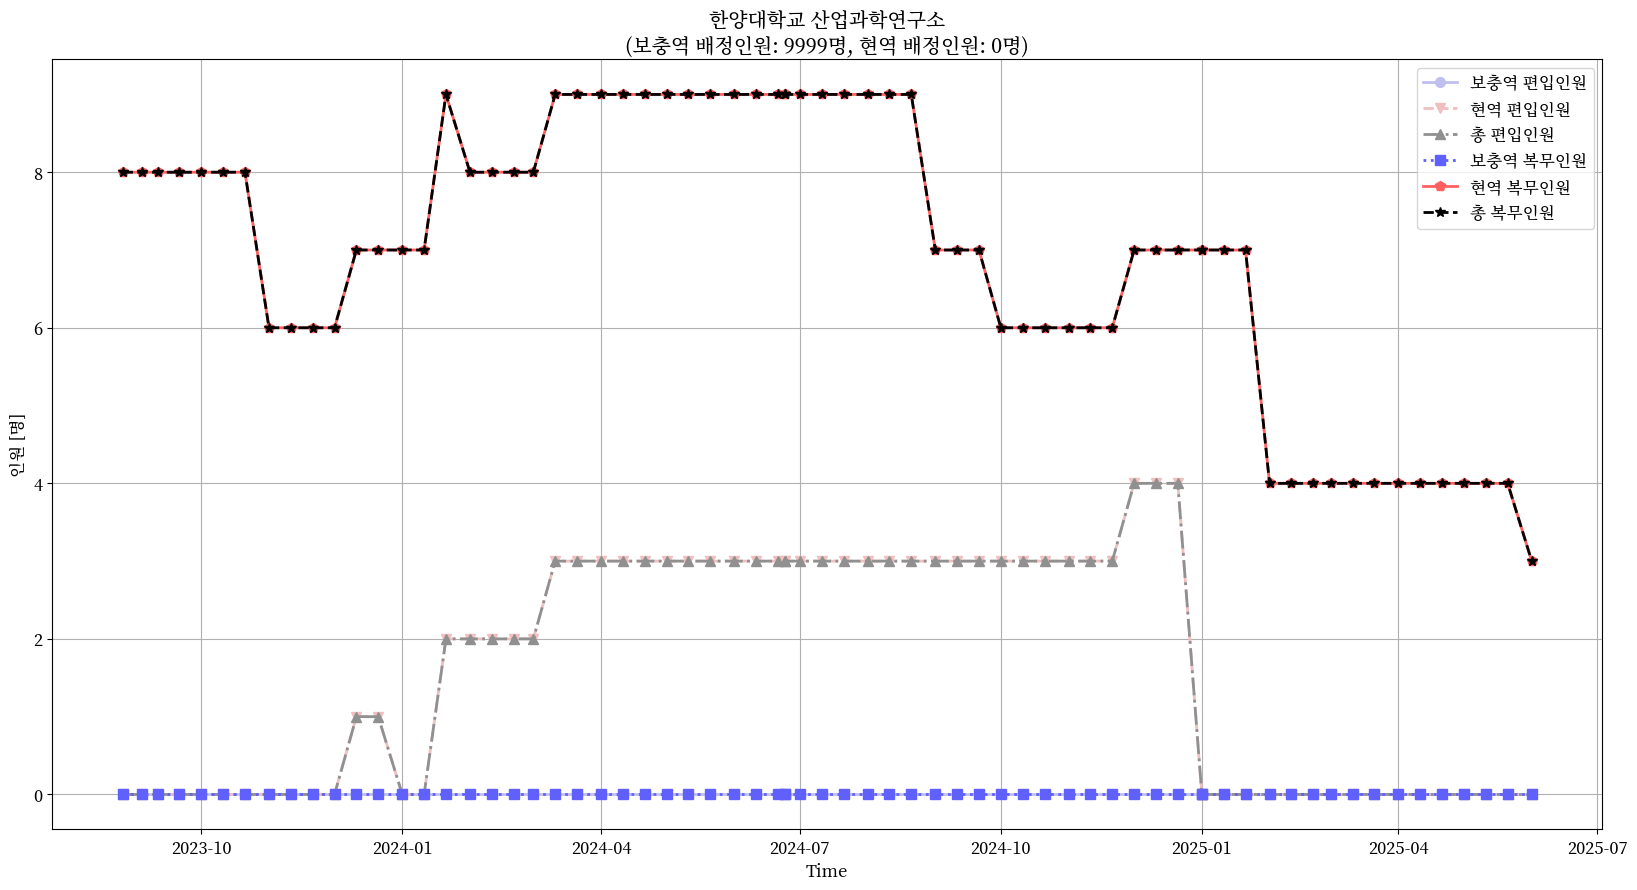 한양대학교 산업과학연구소
(보충역 배정인원: 9999명, 현역 배정인원: 0명)
보충역 편입인원
현역 편입인원
총 편입인원
보충역 복무인원
현역 복무인원
총 복무인원
인원 [명]
8
6
4
2
0
2023-10
2024-01
2024-04
2024-07
2024-10
2025-01
2025-04
2025-07
Time